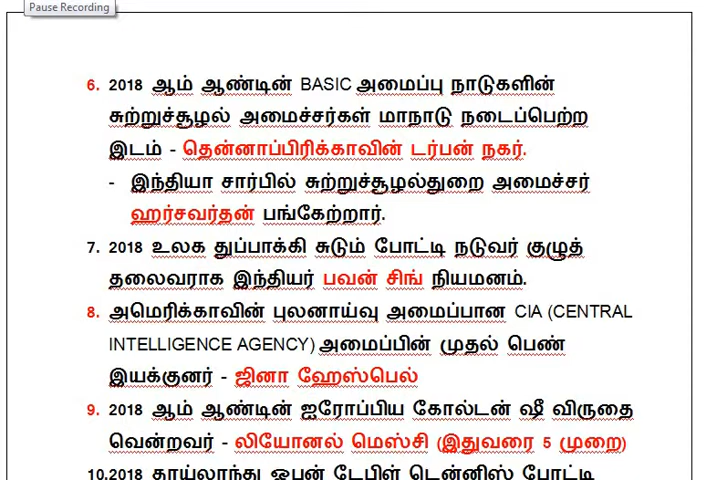 Pause Recording
6. 2018 ஆம் ஆண்டின் BASIC அமைப்பு நாடுகளின்
சுற்றுச்சூழல் அமைச்சர்கள் மாநாடு நடைப்பெற்ற
இடம் - தென்னாப்பிரிக்காவின் டர்பன் நகர்.
- இந்தியா சார்பில் சுற்றுச்சூழல்துறை அமைச்சர்
ஹர்சவர்தன் பங்கேற்றார்.
7. 2018 உலக துப்பாக்கி சுடும் போட்டி நடுவர் குழுத்
தலைவராக இந்தியர் பவன் சிங் நியமனம்.
8. அமெரிக்காவின் புலனாய்வு அமைப்பான CIA (CENTRAL
INTELLIGENCE AGENCY) அமைப்பின் முதல் பெண்
இயக்குனர் - ஜினா ஹேஸ்பெல்
9. 2018 ஆம் ஆண்டின் ஐரோப்பிய கோல்டன் ஷீ விருதை
வென்றவர் - லியோனல் மெஸ்சி (இதுவரை 5 முறை)
10.2018 தாய்லாந்து ஓபன் டேபிள் டென்னிஸ் போட்டி